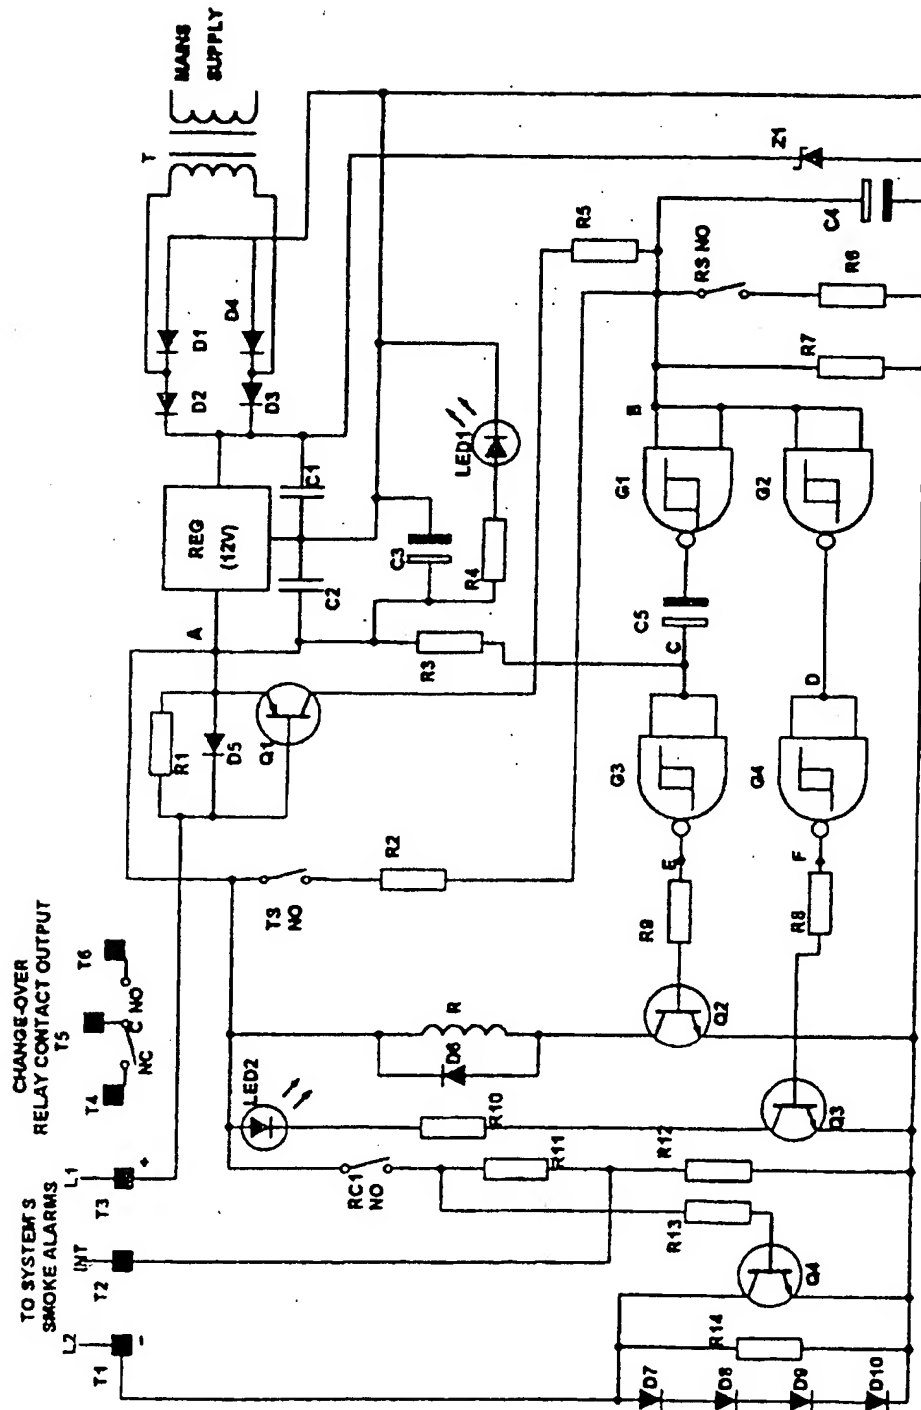 MAINS
SUPPLY
T
D1
D2
D3
D4
REG
(12V)
A
C1
C2
C3
R1
D5
Q1
R3
R4
LED1
R5
Z1
C4
RS NO
R6
R7
B
G1
G2
C5
C
D
G3
G4
E
F
R9
R8
R2
TS
NO
CHANGE-OVER
RELAY CONTACT OUTPUT
T4
T5
T6
NC
C
NO
LED2
R
D6
Q2
Q3
R10
R11
R12
R13
RC1
NO
TO SYSTEM'S
SMOKE ALARMS
L1
+
T3
INT
T2
L2
-
T1
Q4
R14
D7
D8
D9
D10